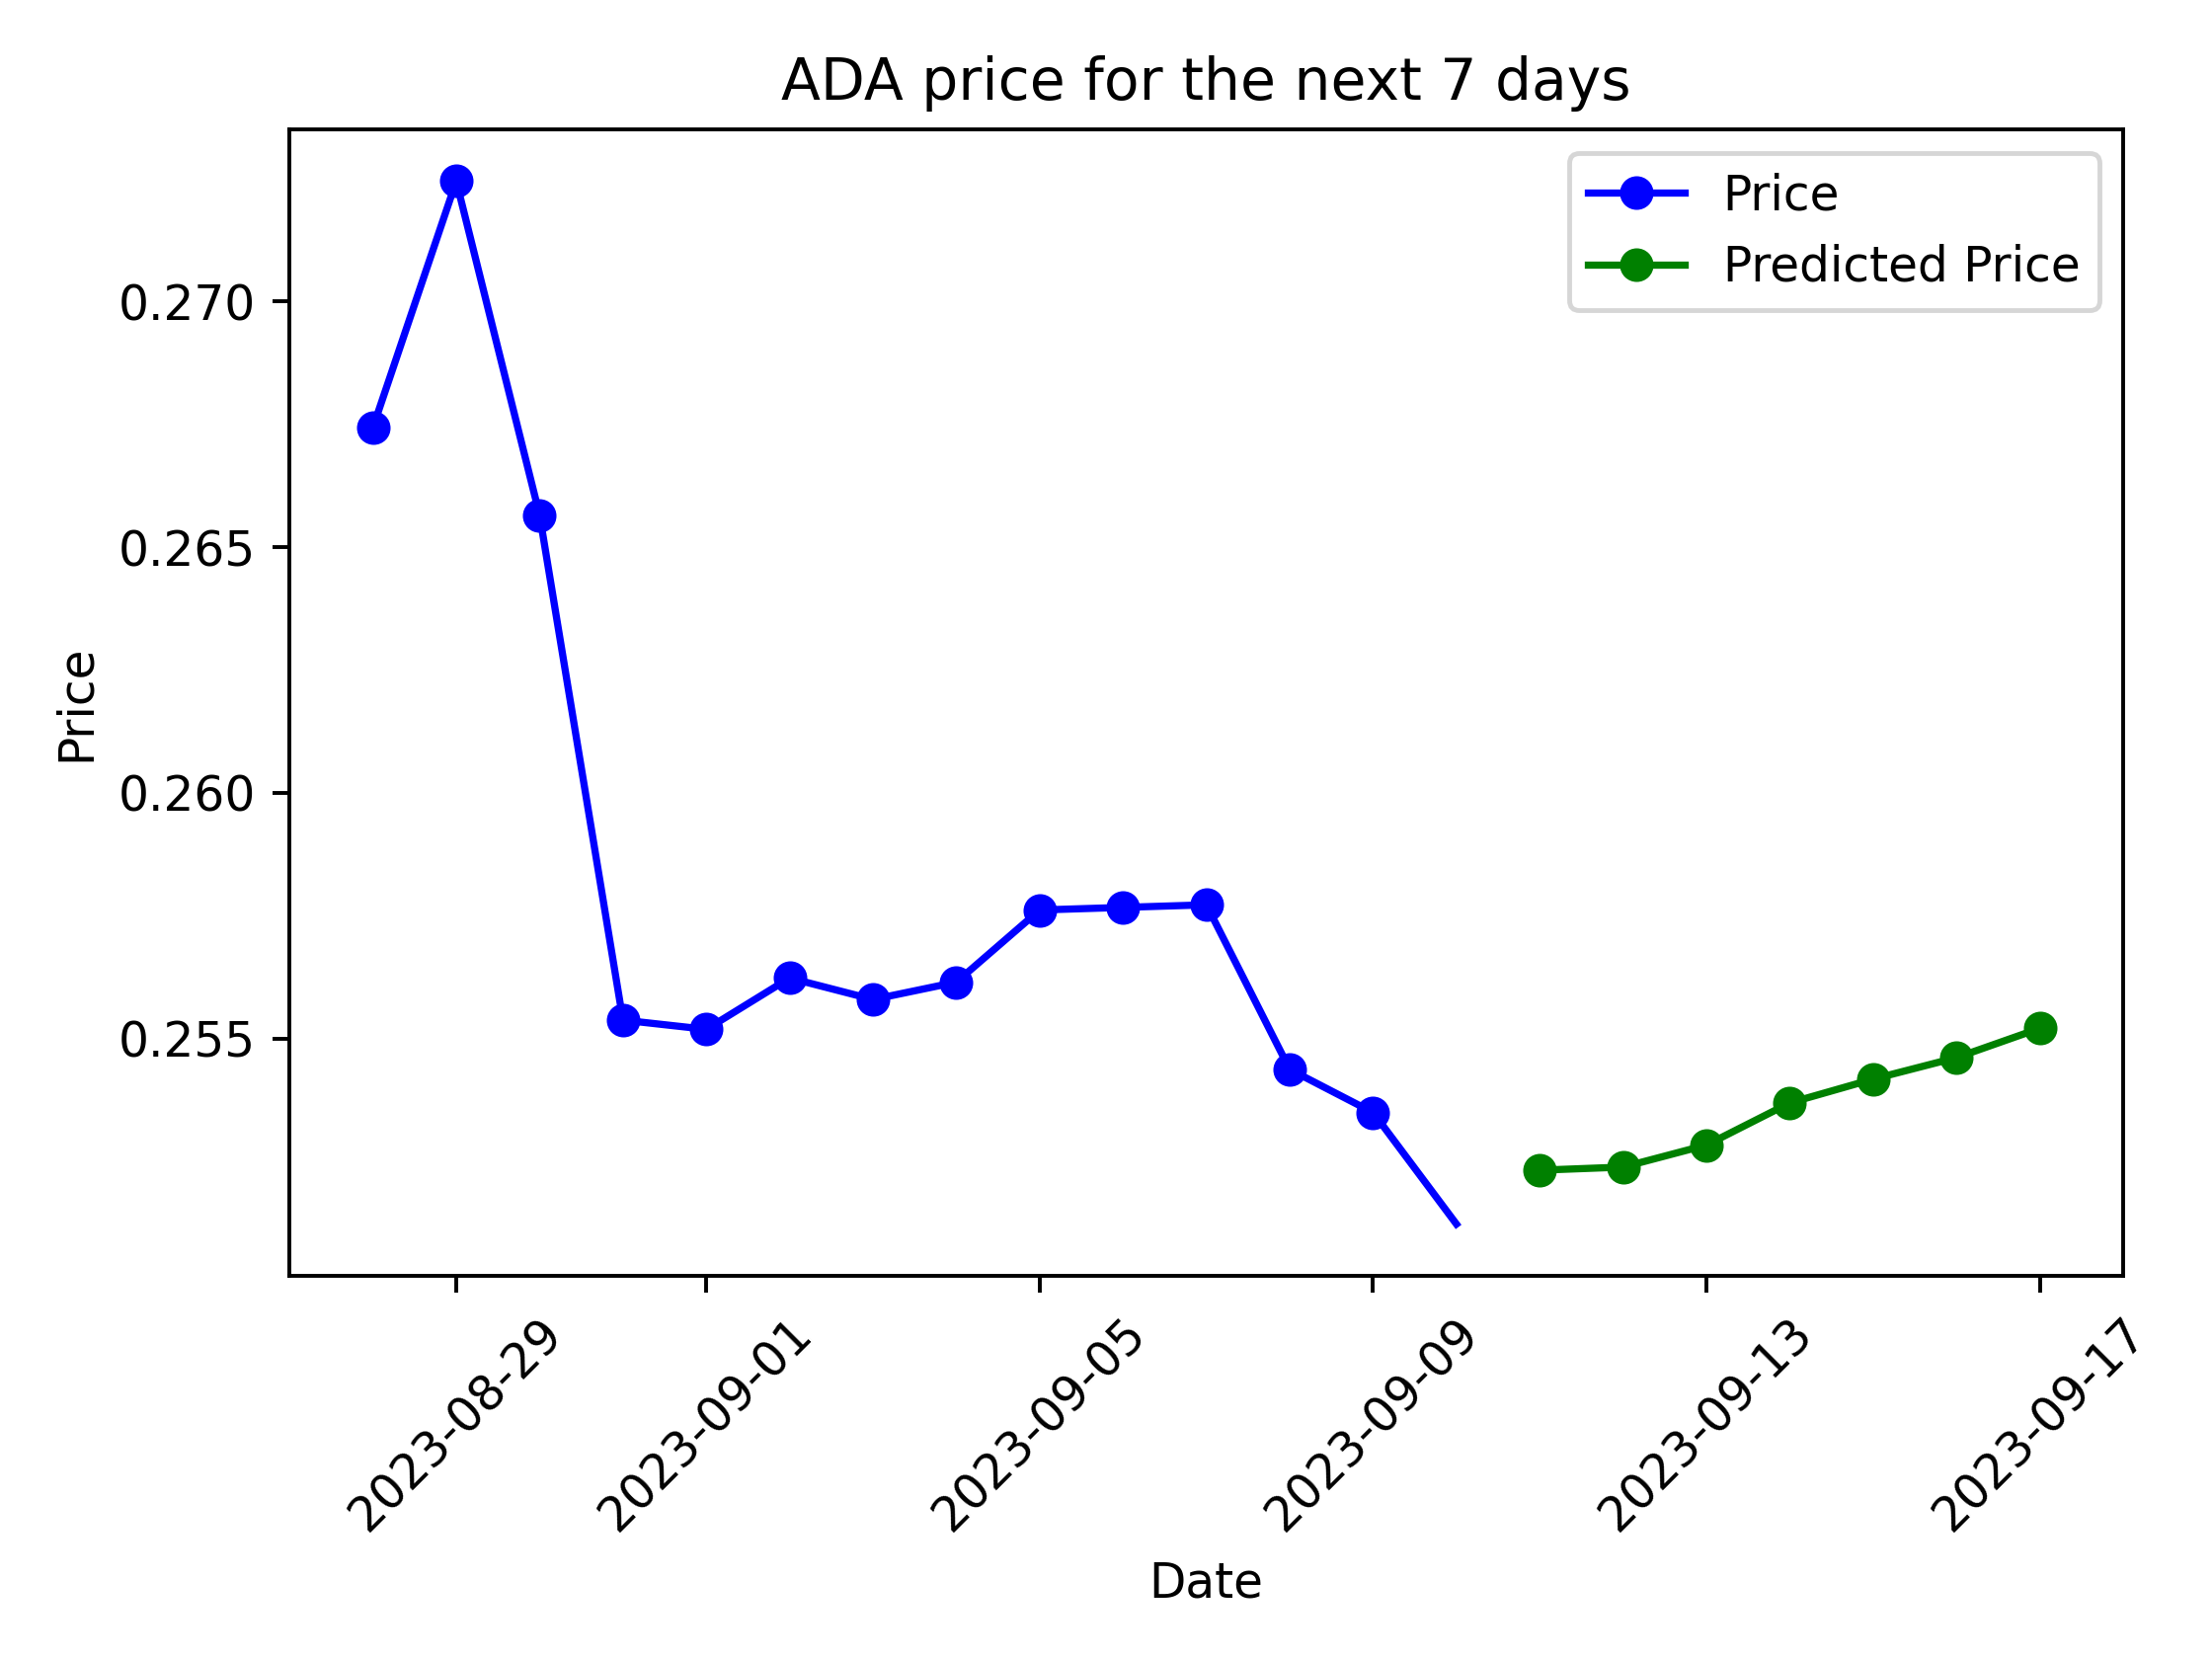 ADA price for the next 7 days
Price
Predicted Price
0.270
0.265
0.260
0.255
Price
2023-08-29
2023-09-01
2023-09-05
2023-09-09
2023-09-13
2023-09-17
Date